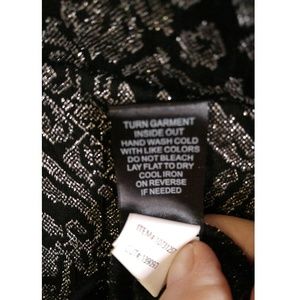 TURN GARMENT
INSIDE OUT
HAND WASH COLD
WITH LIKE COLORS
DO NOT BLEACH
LAY FLAT TO DRY
COOL IRON
ON REVERSE
IF NEEDED